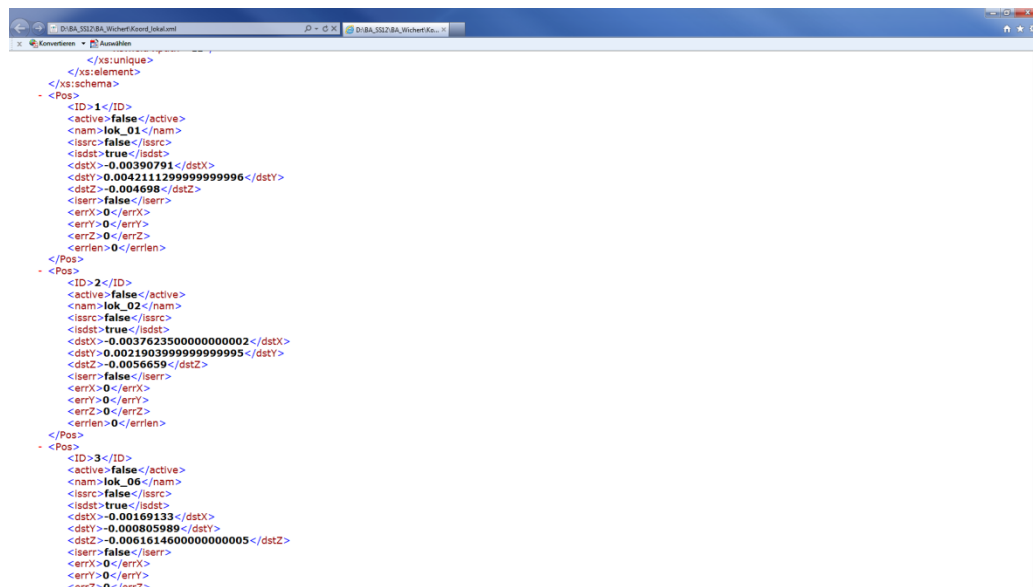 D:\BA_SS12\BA_Wichert\Koord_lokal.xml
D:\BA_SS12\BA_Wichert\Ko...
x Konvertieren Auswählen
</xs:unique>
</xs:element>
</xs:schema>
- <Pos>
<ID>1</ID>
<active>false</active>
<nam>lok_01</nam>
<issrc>false</issrc>
<isdst>true</isdst>
<dstX>-0.00390791</dstX>
<dstY>0.0042111299999999996</dstY>
<dstZ>-0.004698</dstZ>
<iserr>false</iserr>
<errX>0</errX>
<errY>0</errY>
<errZ>0</errZ>
<errlen>0</errlen>
</Pos>
- <Pos>
<ID>2</ID>
<active>false</active>
<nam>lok_02</nam>
<issrc>false</issrc>
<isdst>true</isdst>
<dstX>-0.0037623500000000002</dstX>
<dstY>0.0021903999999999995</dstY>
<dstZ>-0.0056659</dstZ>
<iserr>false</iserr>
<errX>0</errX>
<errY>0</errY>
<errZ>0</errZ>
<errlen>0</errlen>
</Pos>
- <Pos>
<ID>3</ID>
<active>false</active>
<nam>lok_06</nam>
<issrc>false</issrc>
<isdst>true</isdst>
<dstX>-0.00169133</dstX>
<dstY>-0.000805989</dstY>
<dstZ>-0.0061614600000000005</dstZ>
<iserr>false</iserr>
<errX>0</errX>
<errY>0</errY>
<errZ>0</errZ>